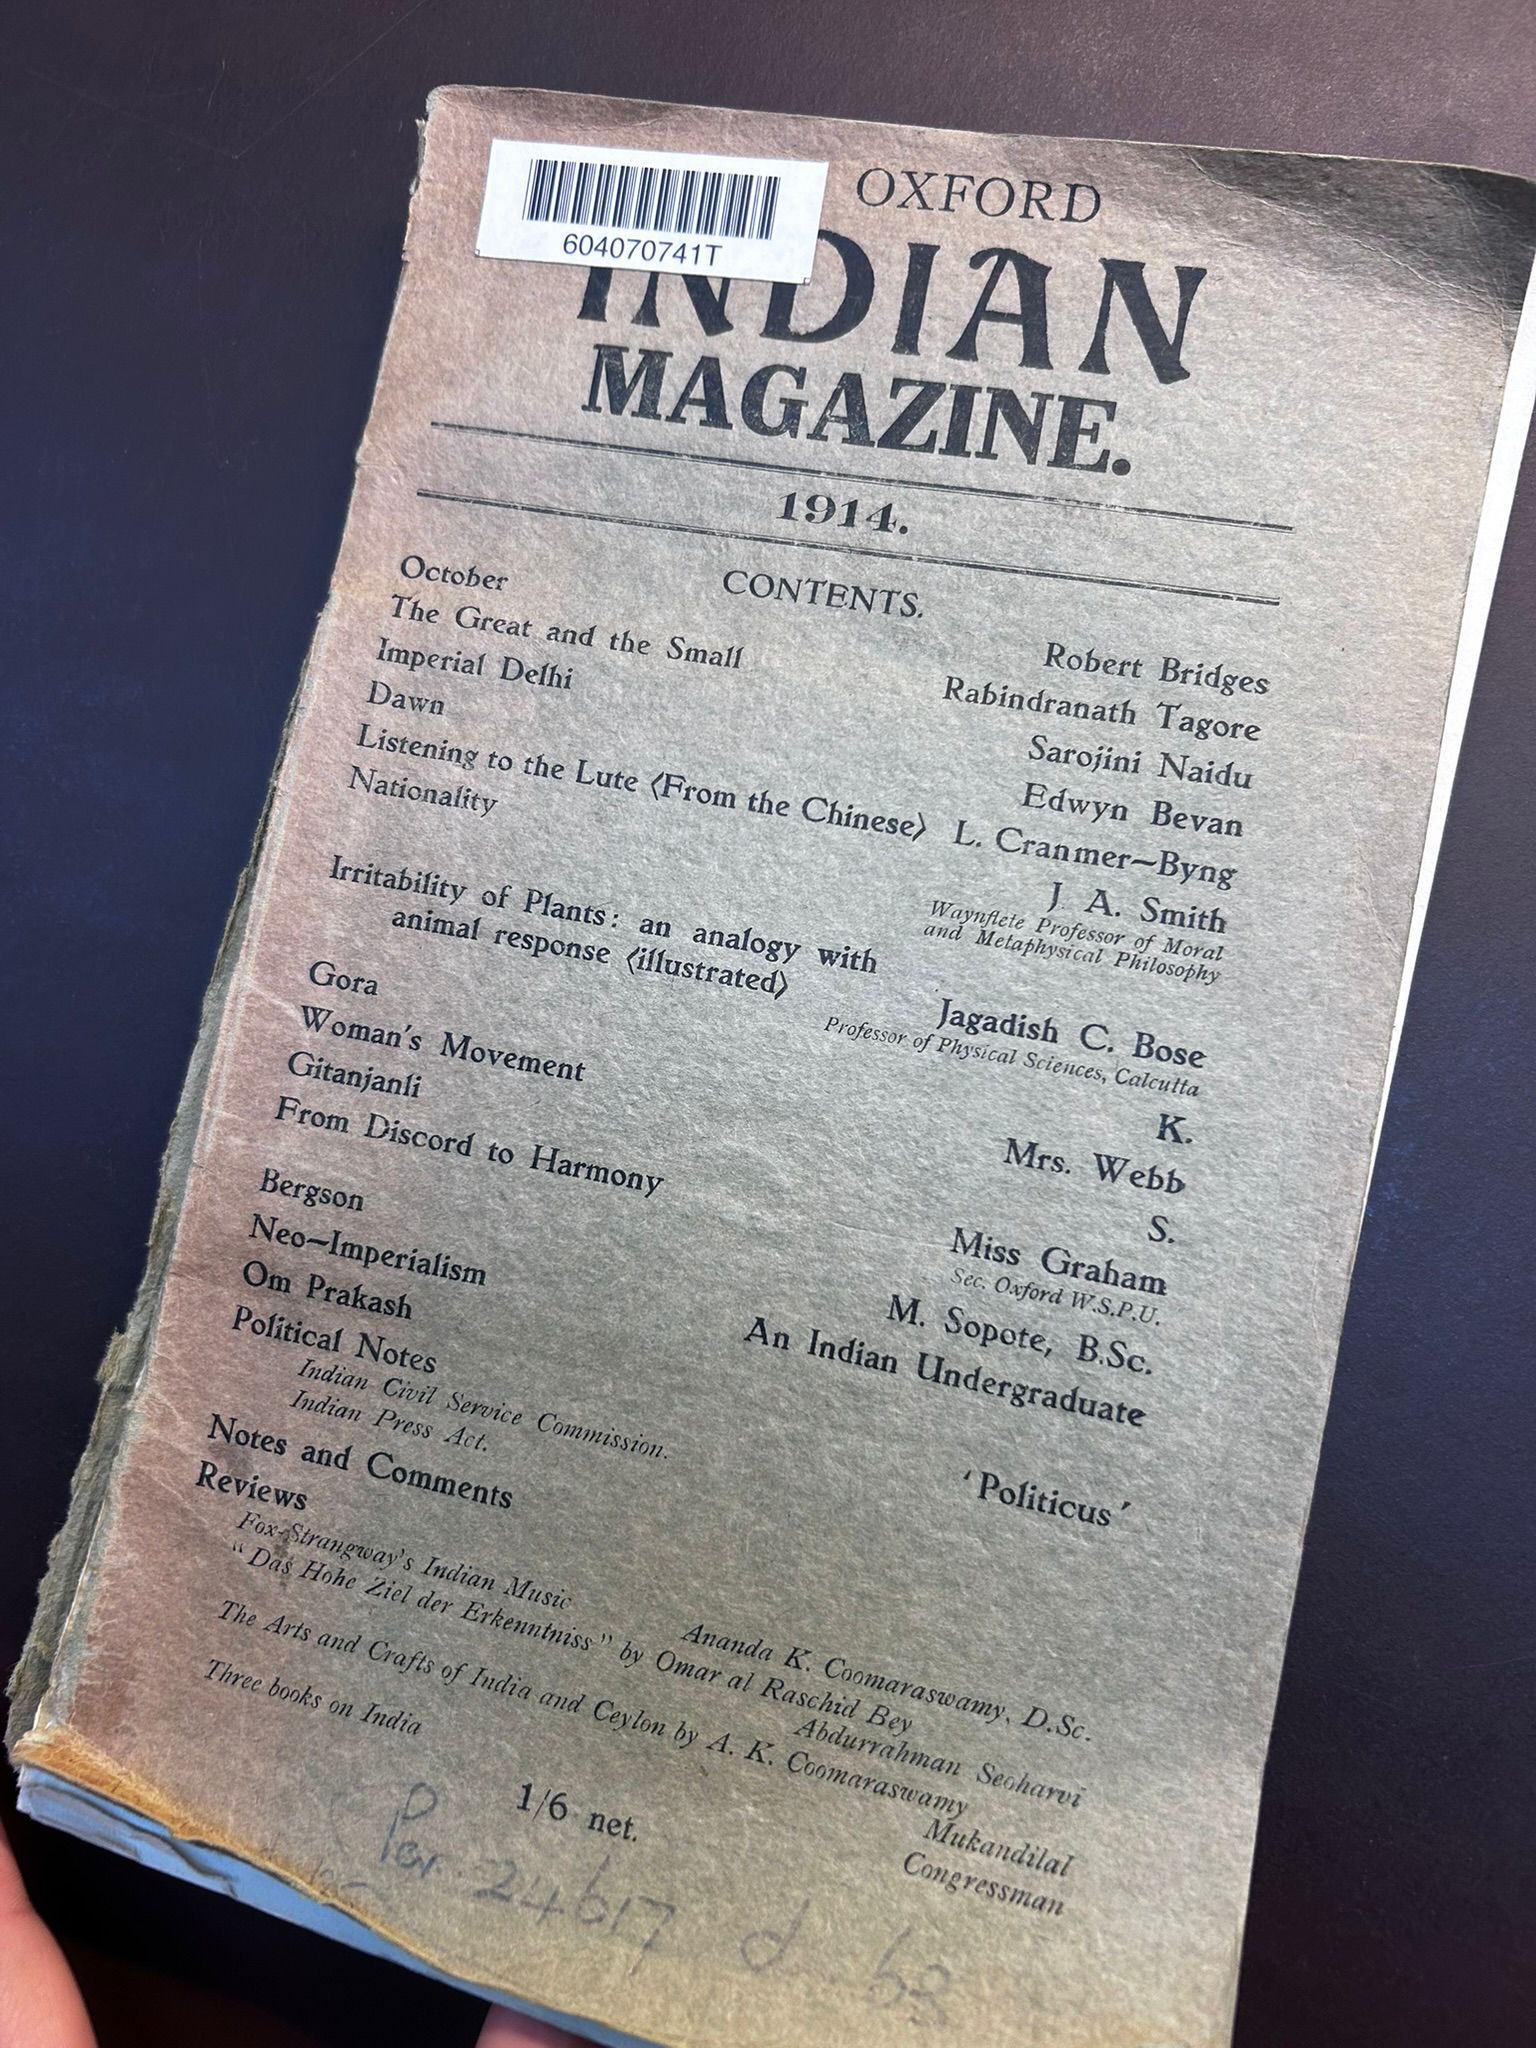 604070741T
OXFORD
INDIAN
MAGAZINE.
1914.
CONTENTS.
October Robert Bridges
The Great and the Small Rabindranath Tagore
Imperial Delhi Sarojini Naidu
Dawn Edwyn Bevan
Listening to the Lute (From the Chinese) L. Cranmer-Byng
Nationality J. A. Smith
Waynflete Professor of Moral
and Metaphysical Philosophy
Irritability of Plants: an analogy with
animal response (illustrated) Jagadish C. Bose
Professor of Physical Sciences, Calcutta
Gora K.
Woman's Movement Mrs. Webb
Gitanjanli S.
From Discord to Harmony Miss Graham
Sec. Oxford W.S.P.U.
Bergson M. Sopote, B.Sc.
Neo-Imperialism An Indian Undergraduate
Om Prakash
Political Notes 'Politicus'
Indian Civil Service Commission.
Indian Press Act.
Notes and Comments
Reviews
Fox-Strangway's Indian Music Ananda K. Coomaraswamy, D.Sc.
"Das Hohe Ziel der Erkenntniss" by Omar al Raschid Bey
Abdurrahman Seoharvi
The Arts and Crafts of India and Ceylon by A. K. Coomaraswamy
Mukandilal
Three books on India Congressman
1/6 net.
Per. 24617 d. 68